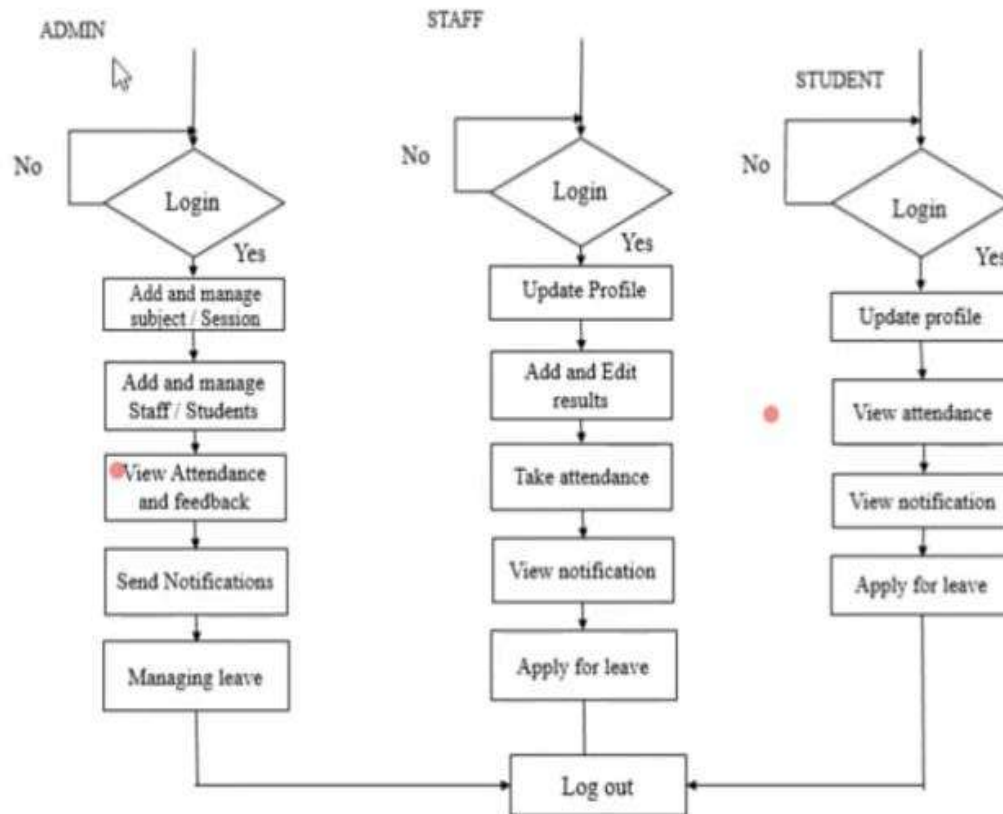 ADMIN
No
Login
Yes
Add and manage
subject / Session
Add and manage
Staff / Students
View Attendance
and feedback
Send Notifications
Managing leave
STAFF
No
Login
Yes
Update Profile
Add and Edit
results
Take attendance
View notification
Apply for leave
STUDENT
No
Login
Yes
Update profile
View attendance
View notification
Apply for leave
Log out